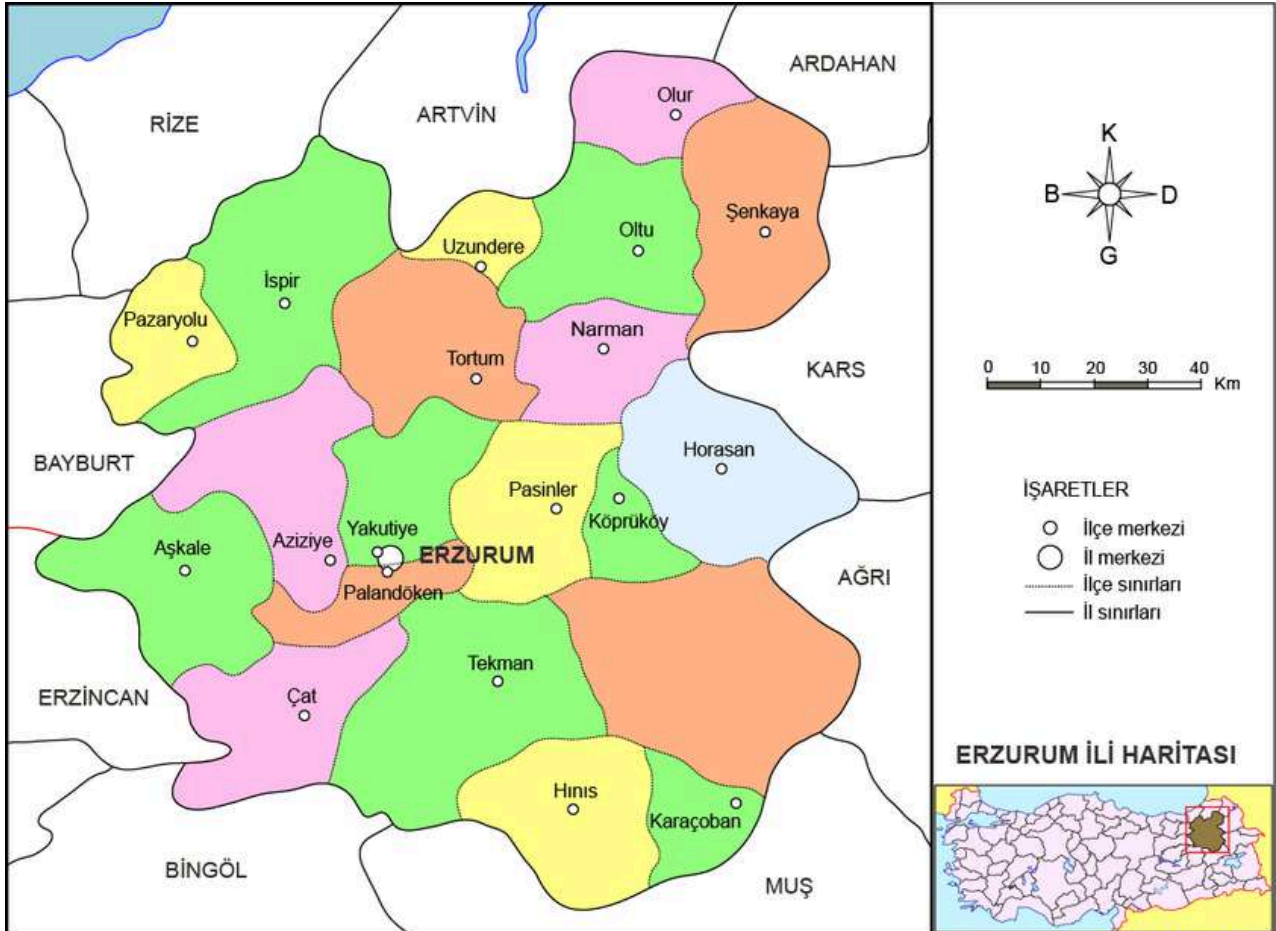 ARDAHAN
RİZE
ARTVİN
Olur
Şenkaya
Oltu
Uzundere
İspir
Pazaryolu
Narman
Tortum
KARS
BAYBURT
Horasan
Pasinler
Köprüköy
Yakutiye
Aziziye
Aşkale
ERZURUM
Palandöken
AĞRI
Tekman
ERZİNCAN
Çat
Hınıs
Karaçoban
BİNGÖL
MUŞ
K
B
D
G
0 10 20 30 40
Km
İŞARETLER
İlçe merkezi
İl merkezi
İlçe sınırları
İl sınırları
ERZURUM İLİ HARİTASI